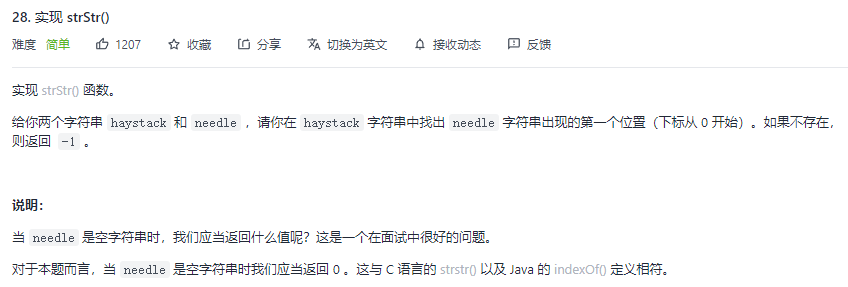 28. 实现 strStr()
难度 简单 1207 收藏 分享 切换为英文 接收动态 反馈
实现 strStr() 函数。
给你两个字符串 haystack 和 needle ，请你在 haystack 字符串中找出 needle 字符串出现的第一个位置（下标从 0 开始）。如果不存在，
则返回 -1 。
说明：
当 needle 是空字符串时，我们应当返回什么值呢？这是一个在面试中很好的问题。
对于本题而言，当 needle 是空字符串时我们应当返回 0 。这与 C 语言的 strstr() 以及 Java 的 indexOf() 定义相符。